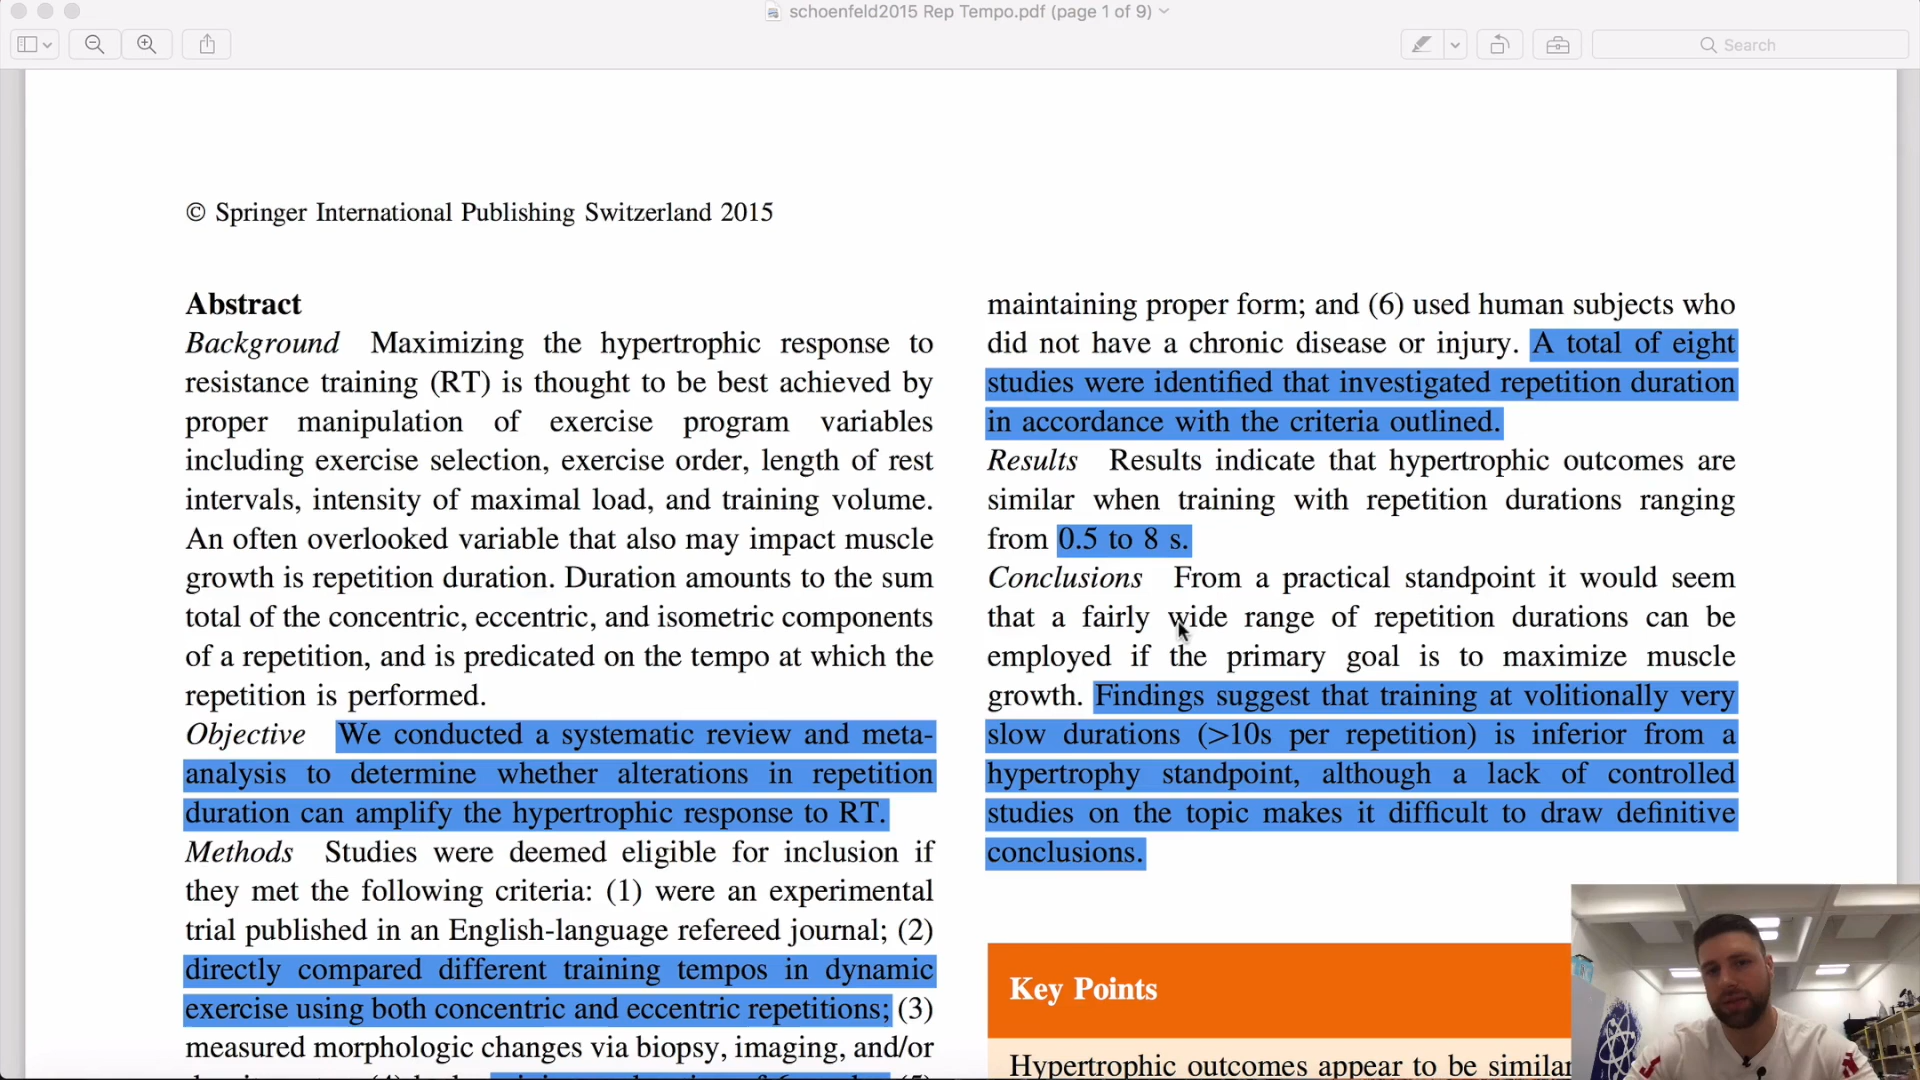 schoenfeld2015 Rep Tempo.pdf (page 1 of 9)
Search
© Springer International Publishing Switzerland 2015
Abstract
Background Maximizing the hypertrophic response to
resistance training (RT) is thought to be best achieved by
proper manipulation of exercise program variables
including exercise selection, exercise order, length of rest
intervals, intensity of maximal load, and training volume.
An often overlooked variable that also may impact muscle
growth is repetition duration. Duration amounts to the sum
total of the concentric, eccentric, and isometric components
of a repetition, and is predicated on the tempo at which the
repetition is performed.
Objective We conducted a systematic review and meta-
analysis to determine whether alterations in repetition
duration can amplify the hypertrophic response to RT.
Methods Studies were deemed eligible for inclusion if
they met the following criteria: (1) were an experimental
trial published in an English-language refereed journal; (2)
directly compared different training tempos in dynamic
exercise using both concentric and eccentric repetitions; (3)
measured morphologic changes via biopsy, imaging, and/or
maintaining proper form; and (6) used human subjects who
did not have a chronic disease or injury. A total of eight
studies were identified that investigated repetition duration
in accordance with the criteria outlined.
Results Results indicate that hypertrophic outcomes are
similar when training with repetition durations ranging
from 0.5 to 8 s.
Conclusions From a practical standpoint it would seem
that a fairly wide range of repetition durations can be
employed if the primary goal is to maximize muscle
growth. Findings suggest that training at volitionally very
slow durations (>10s per repetition) is inferior from a
hypertrophy standpoint, although a lack of controlled
studies on the topic makes it difficult to draw definitive
conclusions.
Key Points
Hypertrophic outcomes appear to be similar